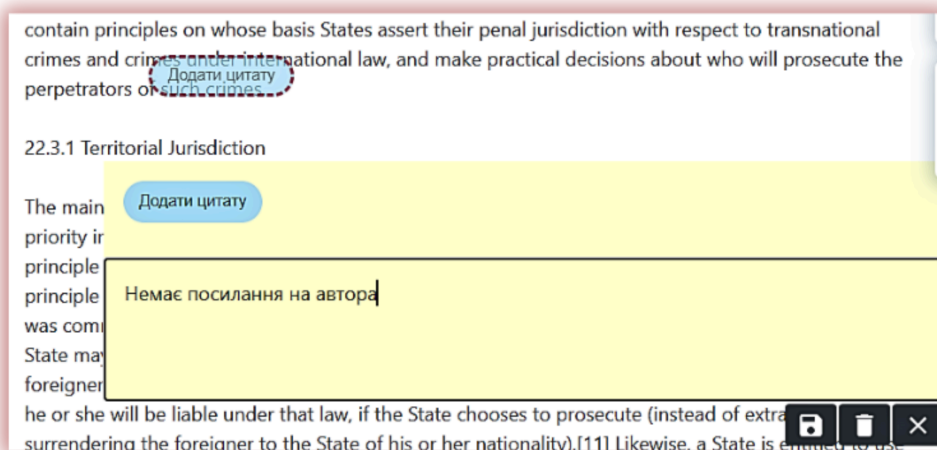 contain principles on whose basis States assert their penal jurisdiction with respect to transnational
crimes and crimes under international law, and make practical decisions about who will prosecute the
Додати цитату
perpetrators of such crimes.
22.3.1 Territorial Jurisdiction
Додати цитату
The main
priority in
principle
Немає посилання на автора
principle
was com
State may
foreigner
he or she will be liable under that law, if the State chooses to prosecute (instead of extra
surrendering the foreigner to the State of his or her nationality).[11] Likewise, a State is entitled to use